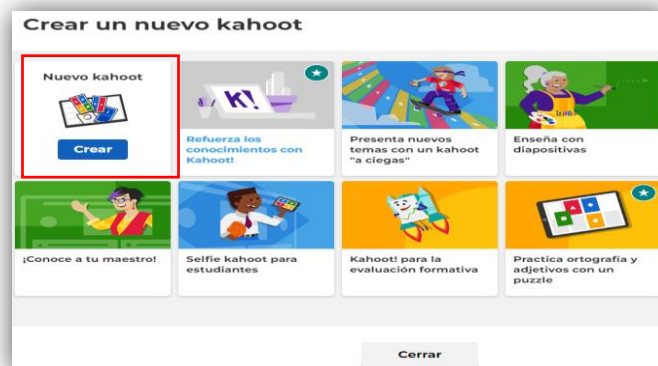 Crear un nuevo kahoot
Nuevo kahoot
Crear
K!
Refuerza los
conocimientos con
Kahoot!
Presenta nuevos
temas con un kahoot
"a ciegas"
Enseña con
diapositivas
¡Conoce a tu maestro!
Selfie kahoot para
estudiantes
Kahoot! para la
evaluación formativa
Practica ortografía y
adjetivos con un
puzzle
Cerrar